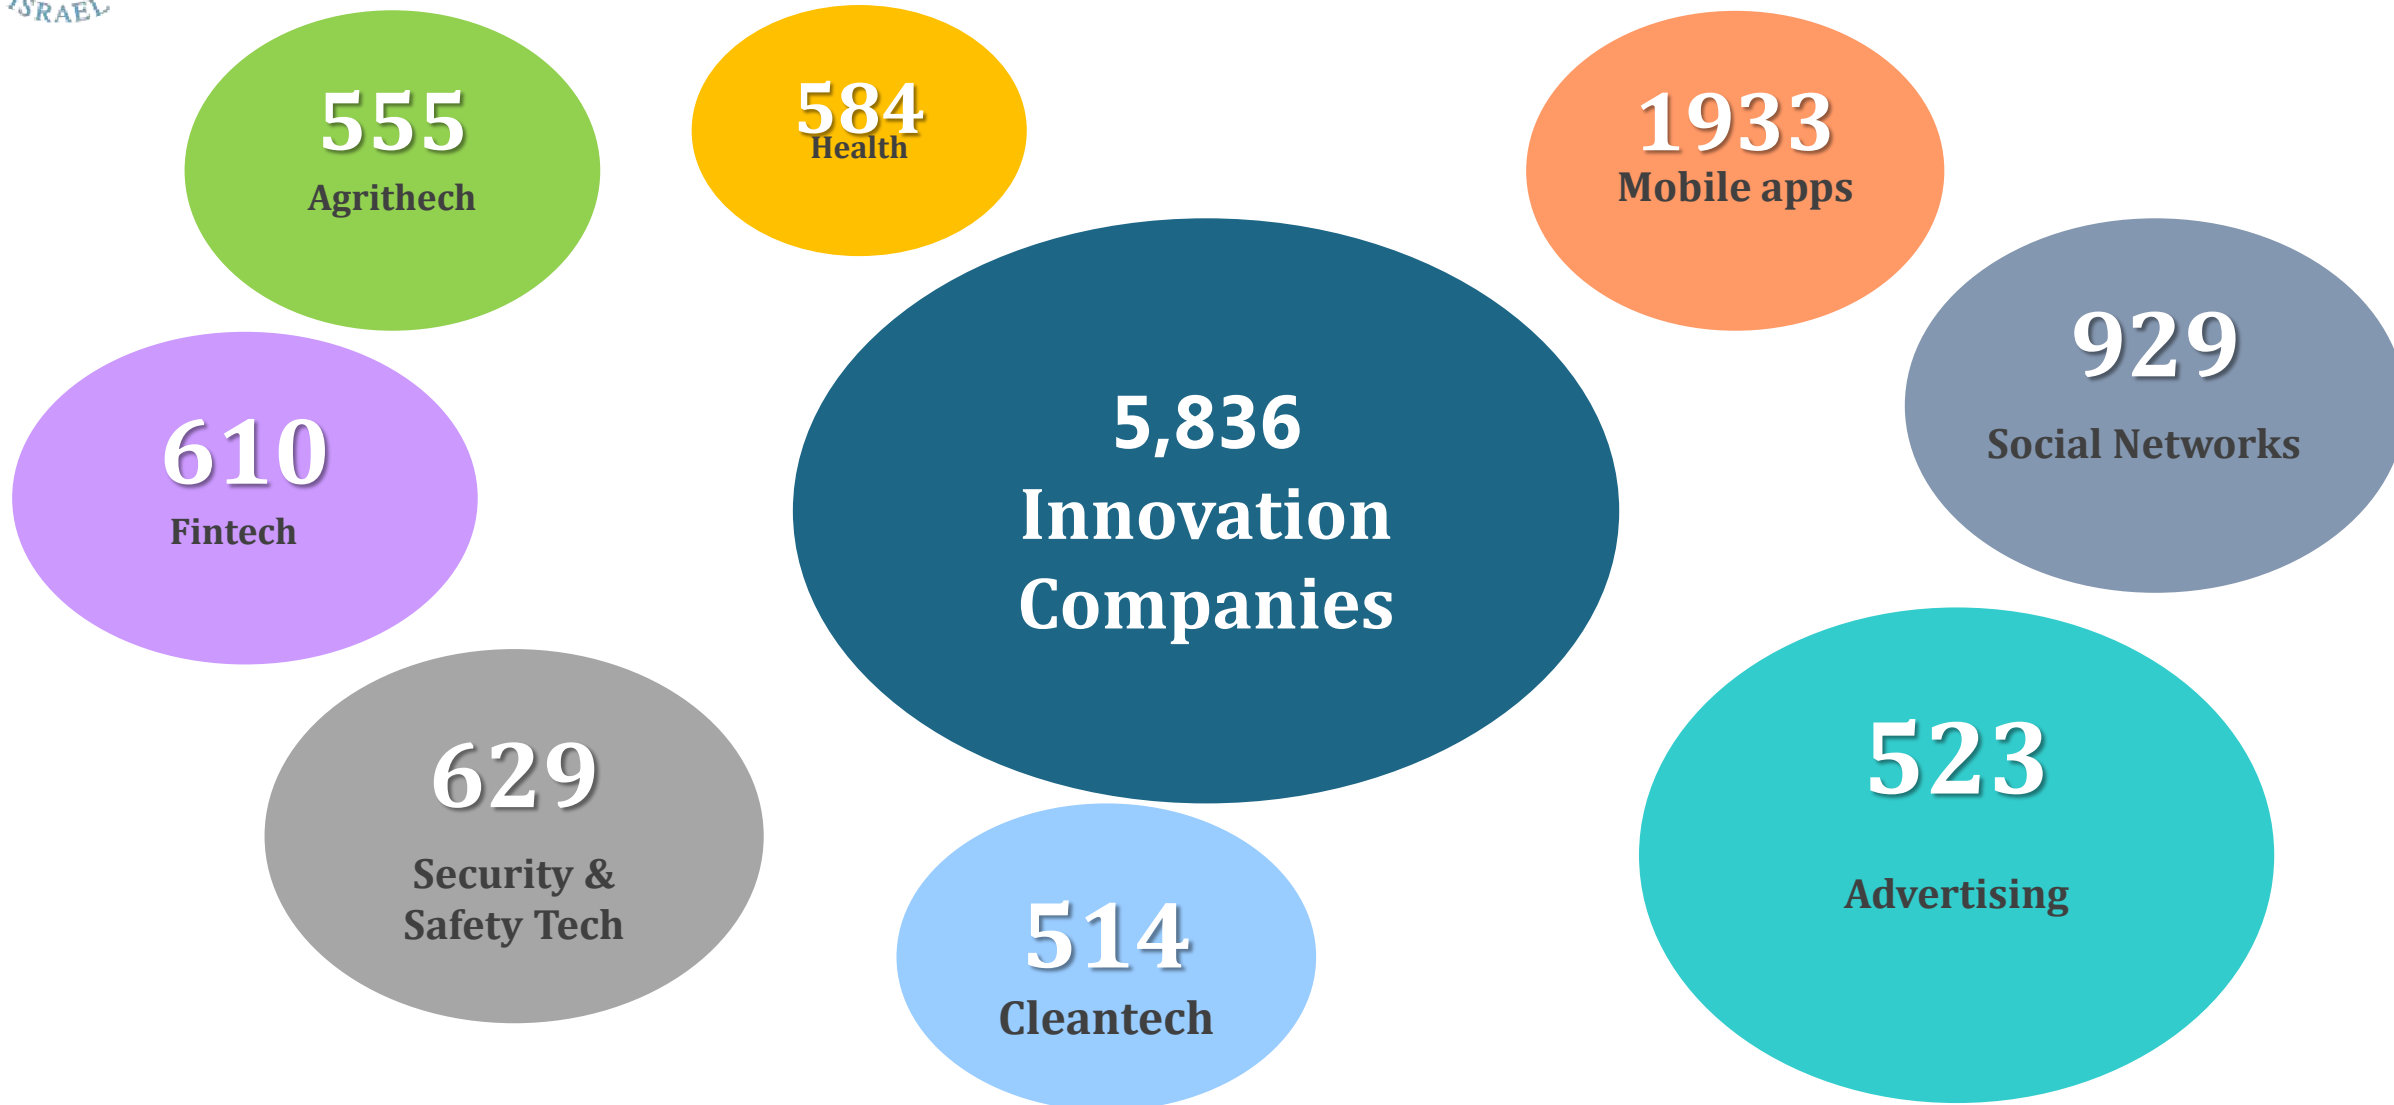 ISRAEL
555
Agrithech
584
Health
1933
Mobile apps
929
Social Networks
610
Fintech
5,836
Innovation
Companies
629
Security &
Safety Tech
514
Cleantech
523
Advertising